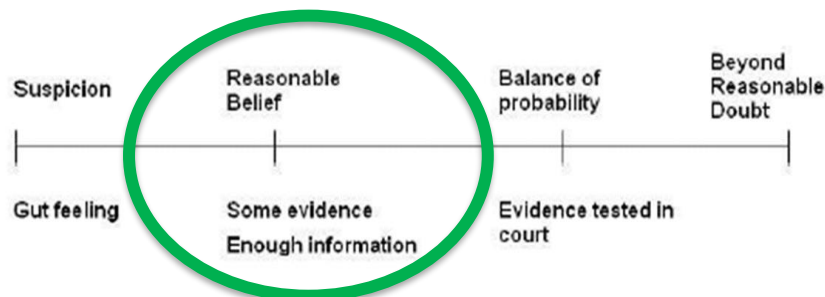 Suspicion
Reasonable
Belief
Balance of
probability
Beyond
Reasonable
Doubt
Gut feeling
Some evidence
Enough information
Evidence tested in
court